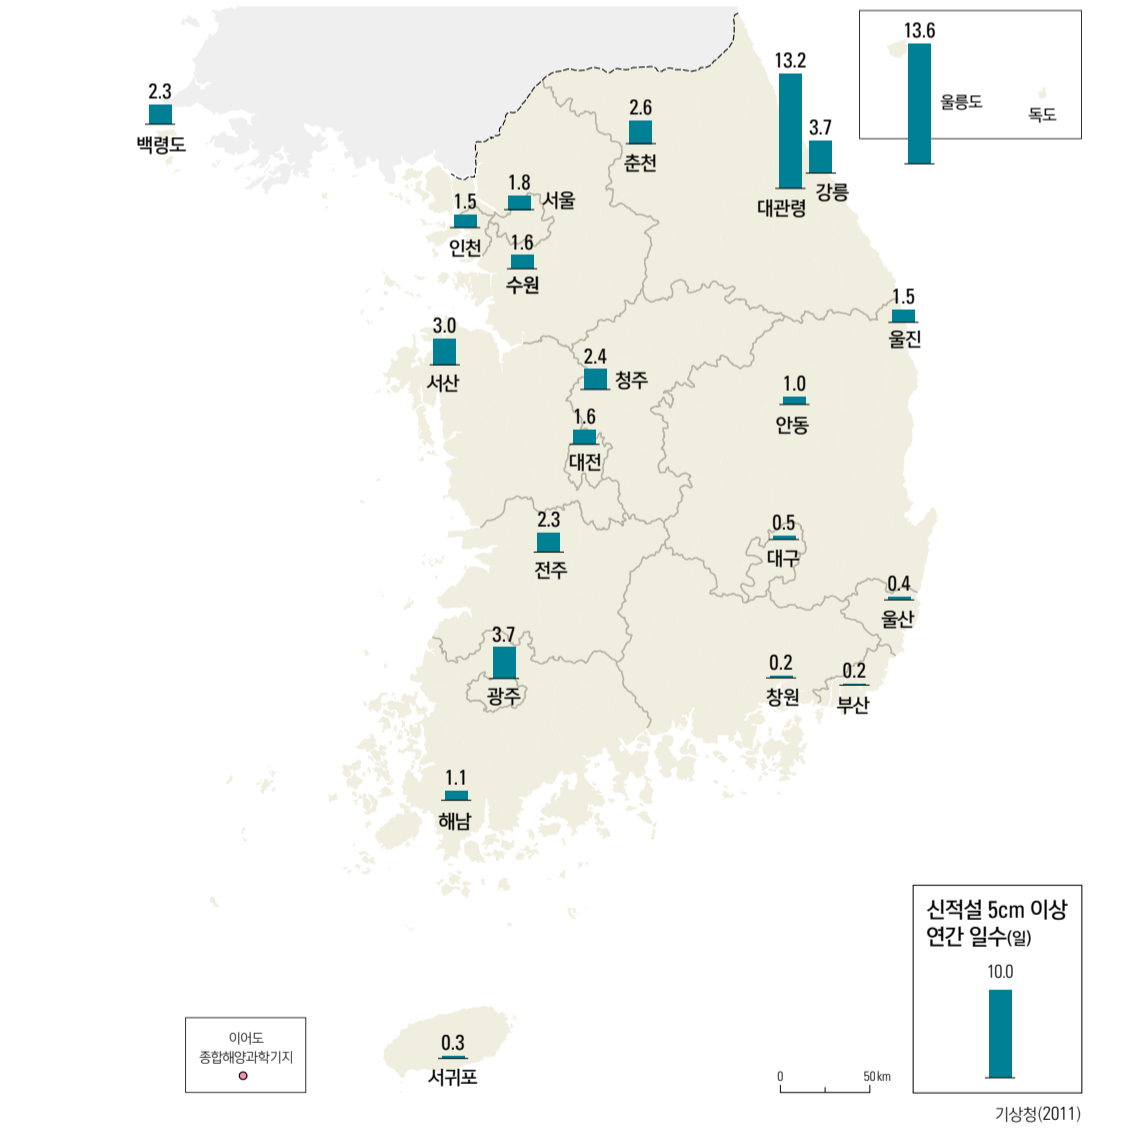 13.6
울릉도
독도
13.2
대관령
3.7
강릉
2.3
백령도
2.6
춘천
1.8
서울
1.5
인천
1.6
수원
1.5
울진
3.0
서산
2.4
청주
1.0
안동
1.6
대전
2.3
전주
0.5
대구
0.4
울산
3.7
광주
0.2
창원
0.2
부산
1.1
해남
신적설 5cm 이상
연간 일수(일)
10.0
이어도
종합해양과학기지
0.3
서귀포
0 50km
기상청(2011)